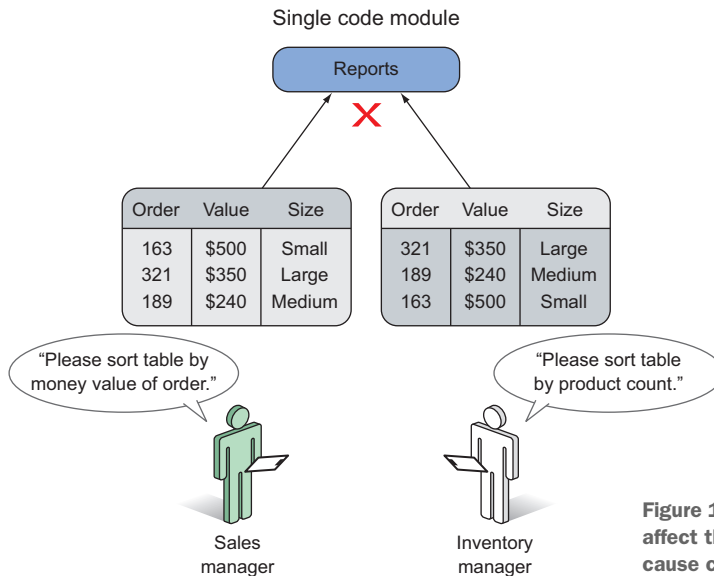 Single code module
Reports
Order Value Size
163 $500 Small
321 $350 Large
189 $240 Medium
Order Value Size
321 $350 Large
189 $240 Medium
163 $500 Small
“Please sort table by
money value of order.”
“Please sort table
by product count.”
Sales
manager
Inventory
manager
Figure 1
affect th
cause c